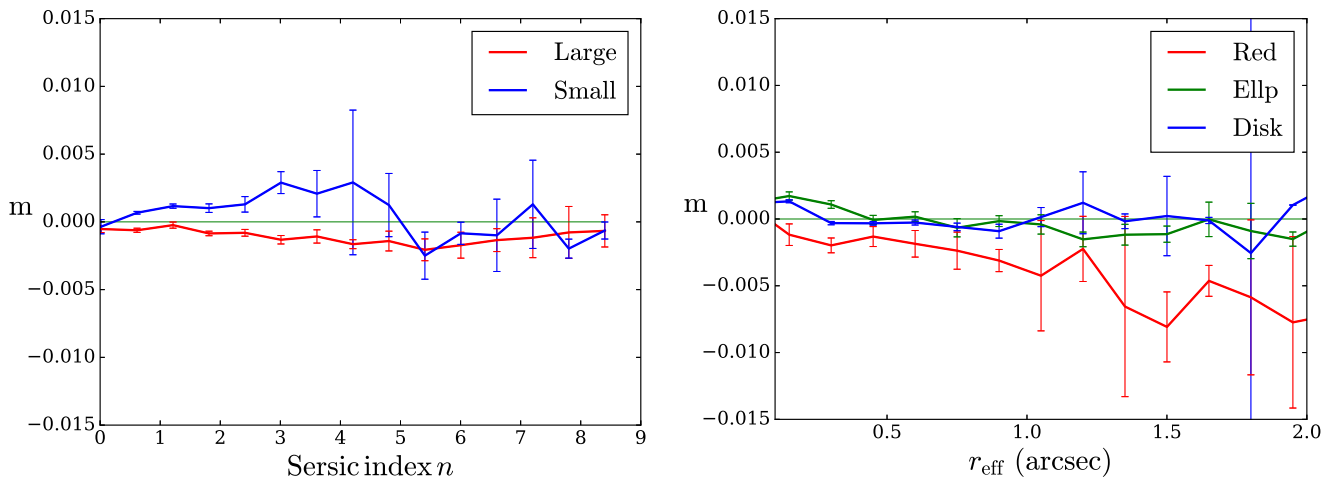 0.015
0.010
0.005
0.000
−0.005
−0.010
−0.015
m
0 1 2 3 4 5 6 7 8 9
Sersic index n
Large
Small
0.015
0.010
0.005
0.000
−0.005
−0.010
−0.015
m
0.5 1.0 1.5 2.0
r_eff (arcsec)
Red
Ellp
Disk